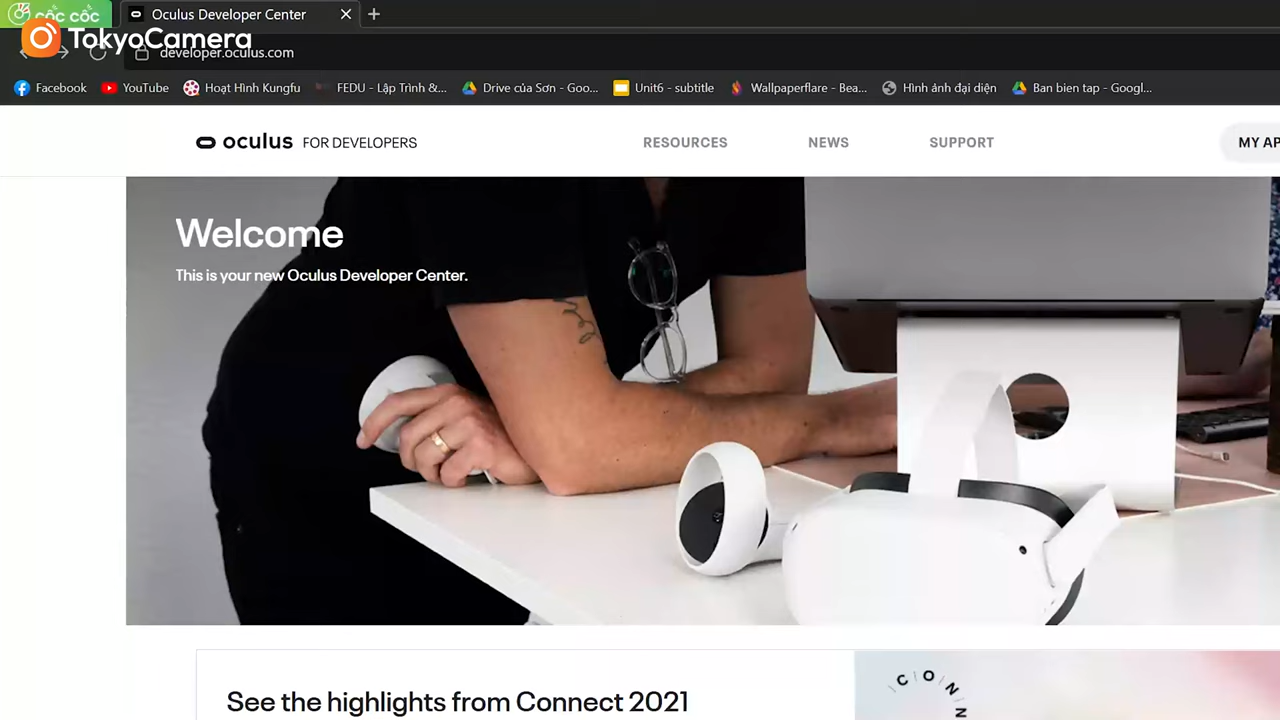 cốc cốc
Oculus Developer Center
TokyoCamera
developer.oculus.com
Facebook
YouTube
Hoạt Hình Kungfu
FEDU - Lập Trình &...
Drive của Sơn - Goo...
Unit6 - subtitle
Wallpaperflare - Bea...
Hình ảnh đại diện
Ban bien tap - Googl...
oculus FOR DEVELOPERS
RESOURCES
NEWS
SUPPORT
MY AP
Welcome
This is your new Oculus Developer Center.
See the highlights from Connect 2021
CONN